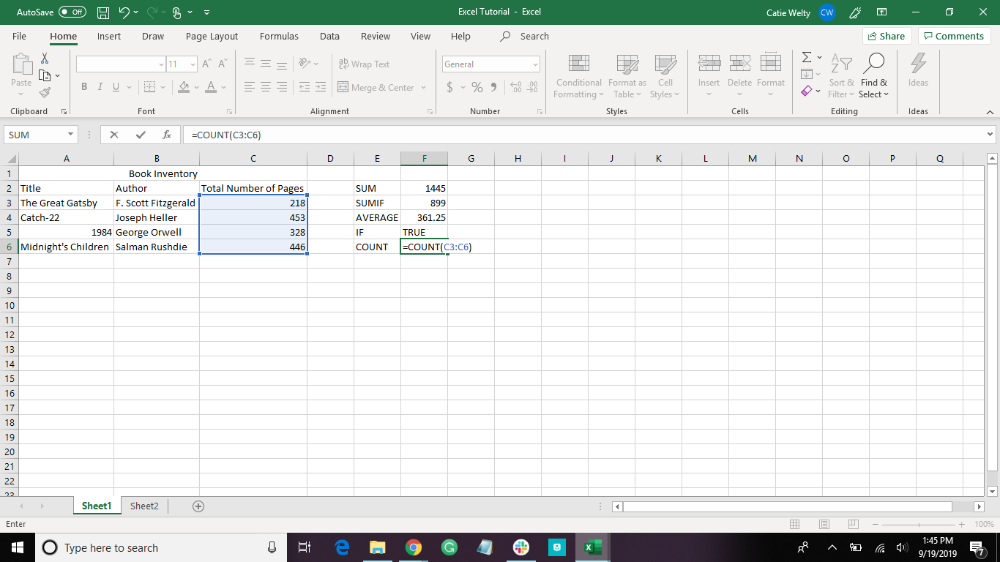 AutoSave Off Excel Tutorial - Excel Catie Welty CW
File Home Insert Draw Page Layout Formulas Data Review View Help Search Share Comments
11 Wrap Text General Conditional Format as Cell Insert Delete Format Sort & Find & Ideas
Paste B I U A Merge & Center $ % Formatting Table Styles Filter Select
Clipboard Font Alignment Number Styles Cells Editing Ideas
SUM fx =COUNT(C3:C6)
A B C D E F G H I J K L M N O P Q
1 Book Inventory
2 Title Author Total Number of Pages SUM 1445
3 The Great Gatsby F. Scott Fitzgerald 218 SUMIF 899
4 Catch-22 Joseph Heller 453 AVERAGE 361.25
5 1984 George Orwell 328 IF TRUE
6 Midnight's Children Salman Rushdie 446 COUNT =COUNT(C3:C6)
7
8
9
10
11
12
13
14
15
16
17
18
19
20
21
22
23
Sheet1 Sheet2
Enter 100%
Type here to search 1:45 PM
9/19/2019 7